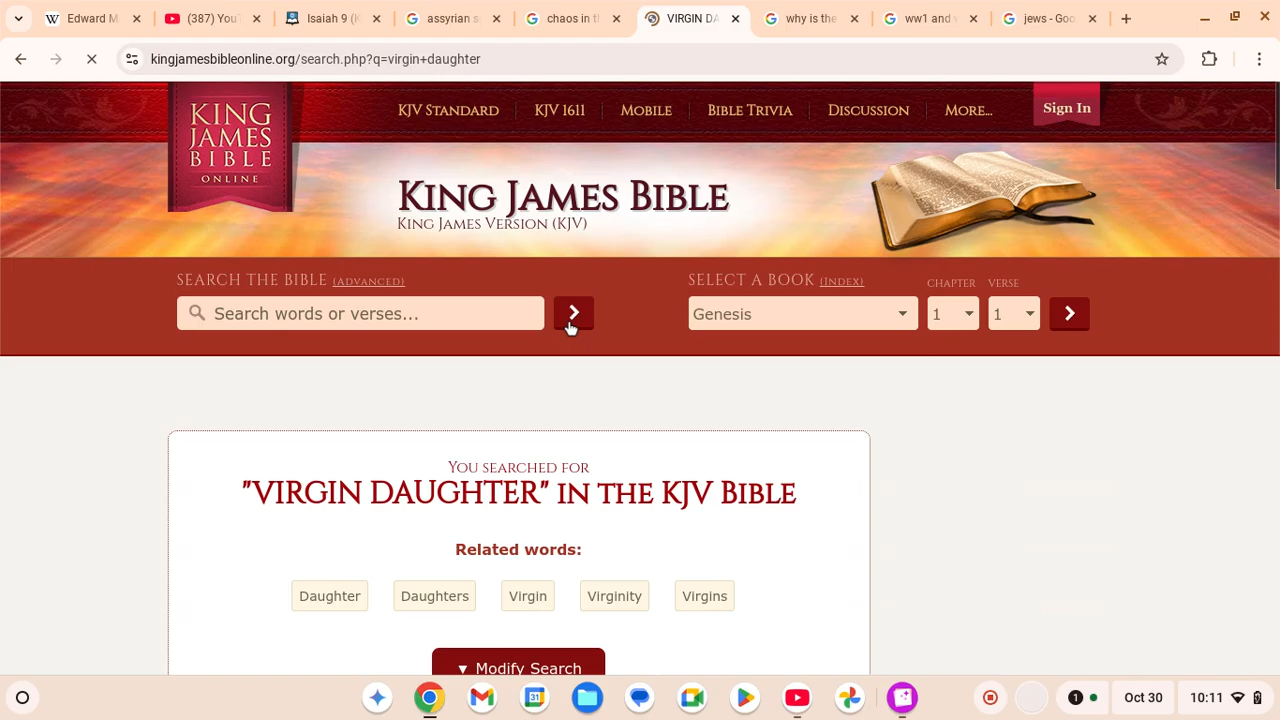 Edward M
(387) You
Isaiah 9 (K
assyrian s
chaos in t
VIRGIN DA
why is the
ww1 and
jews - Goo
kingjamesbibleonline.org/search.php?q=virgin+daughter
KING JAMES BIBLE ONLINE
KJV STANDARD
KJV 1611
MOBILE
BIBLE TRIVIA
DISCUSSION
MORE...
Sign In
KING JAMES BIBLE
KING JAMES VERSION (KJV)
SEARCH THE BIBLE (ADVANCED)
SELECT A BOOK (INDEX)
CHAPTER
VERSE
Search words or verses...
Genesis
1
1
YOU SEARCHED FOR
"VIRGIN DAUGHTER" IN THE KJV BIBLE
Related words:
Daughter
Daughters
Virgin
Virginity
Virgins
▼ Modify Search
31
1
Oct 30
10:11